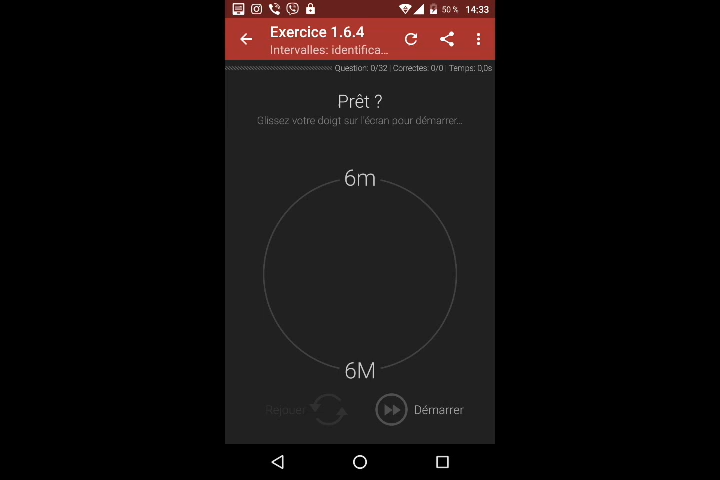 50 % 14:33
Exercice 1.6.4
Intervalles: identifica...
Question: 0/32 | Correctes: 0/0 | Temps: 0,0s
Prêt ?
Glissez votre doigt sur l'écran pour démarrer...
6m
6M
Rejouer Démarrer